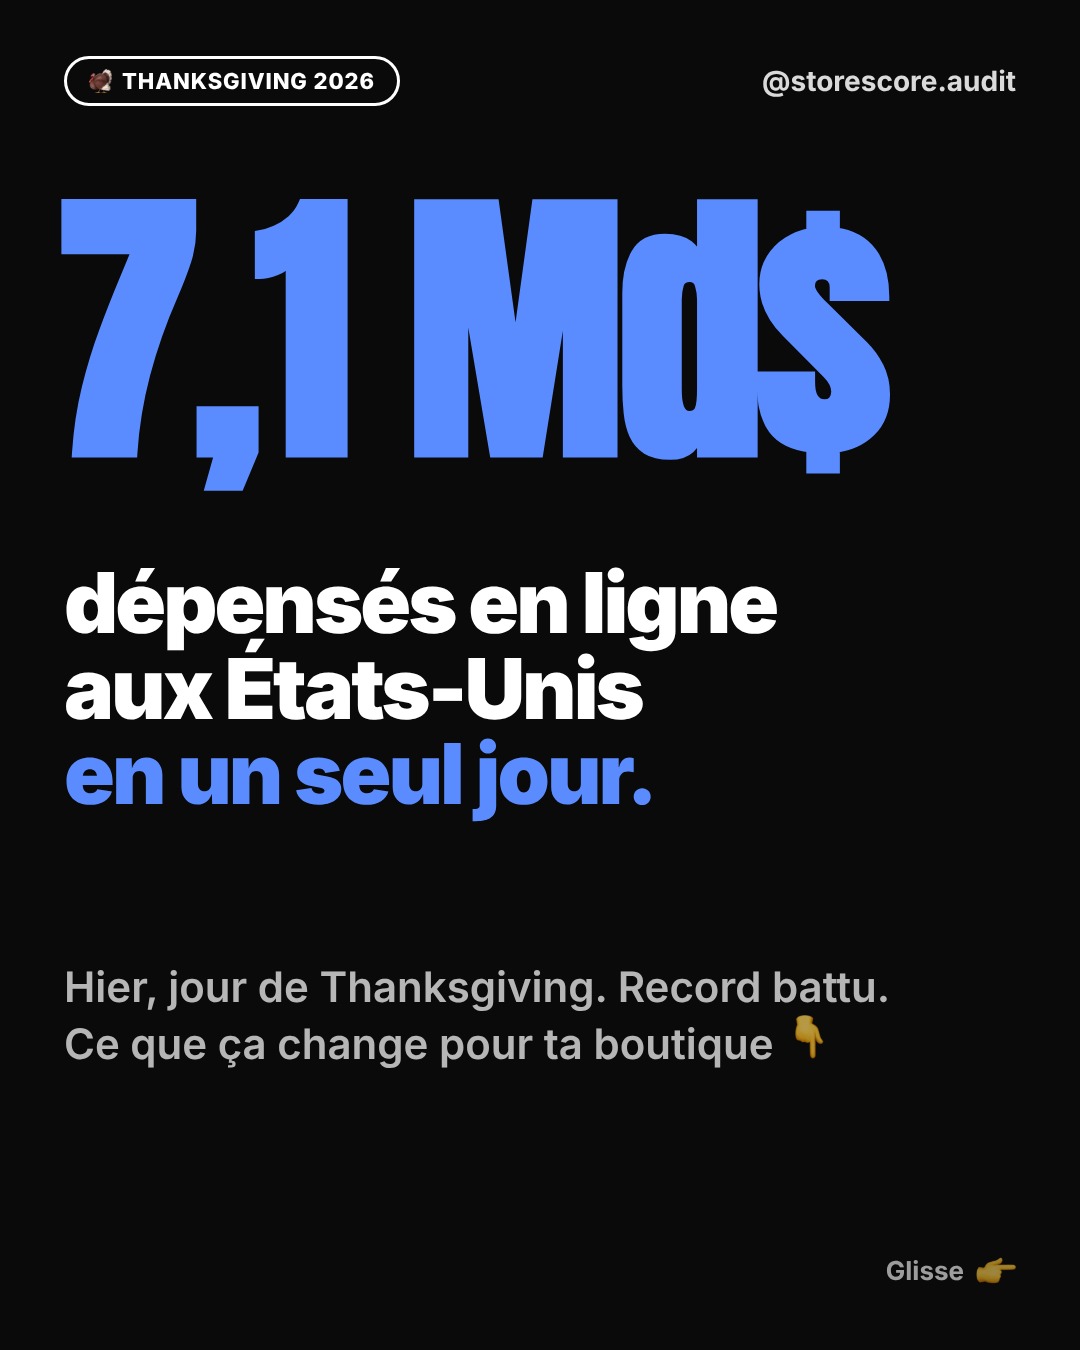 🦃 THANKSGIVING 2026
@storescore.audit
7,1 Md$
dépensés en ligne
aux États-Unis
en un seul jour.
Hier, jour de Thanksgiving. Record battu.
Ce que ça change pour ta boutique 👇
Glisse 👉